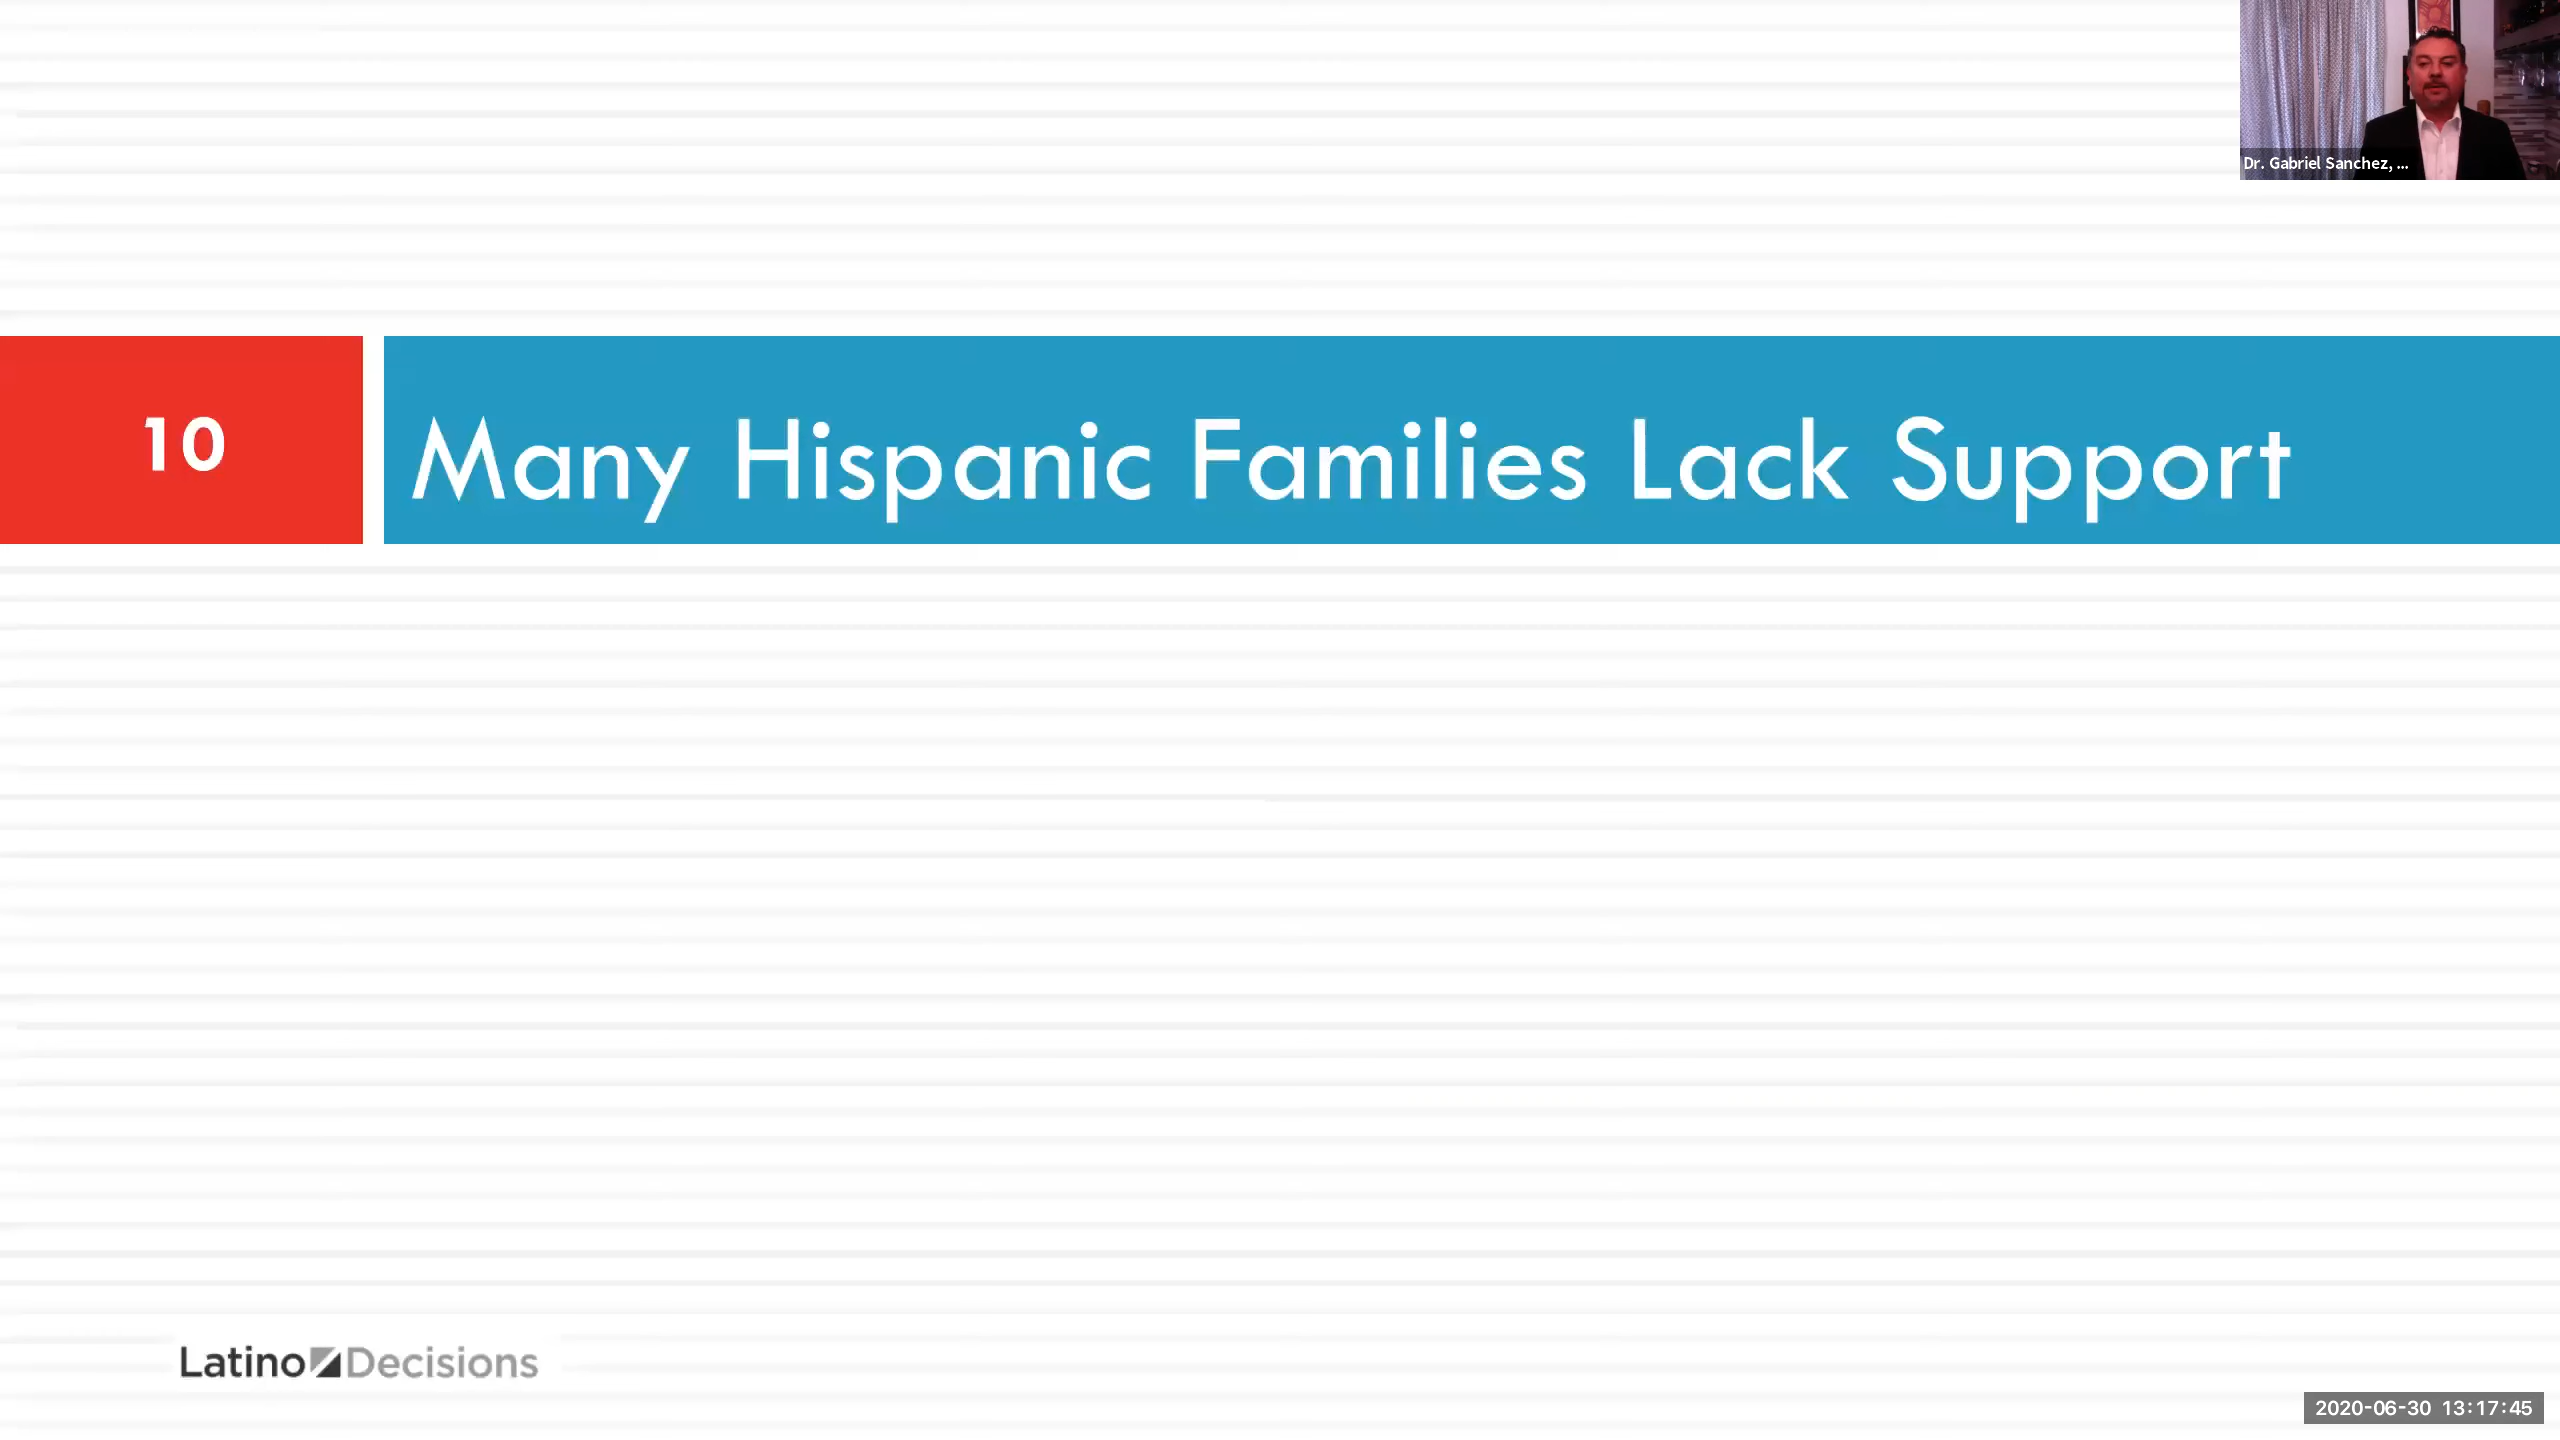 Dr. Gabriel Sanchez, ...
10
Many Hispanic Families Lack Support
Latino Decisions
2020-06-30 13:17:45